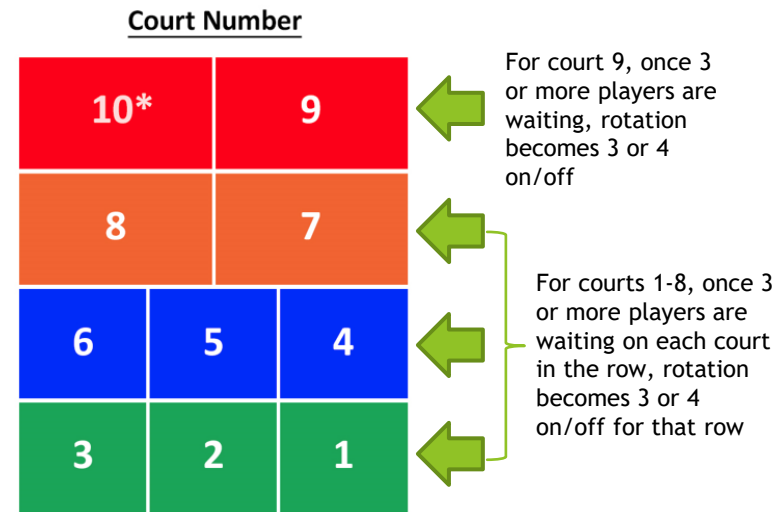 Court Number
10*
9
For court 9, once 3
or more players are
waiting, rotation
becomes 3 or 4
on/off
8
7
6
5
4
For courts 1-8, once 3
or more players are
waiting on each court
in the row, rotation
becomes 3 or 4
on/off for that row
3
2
1